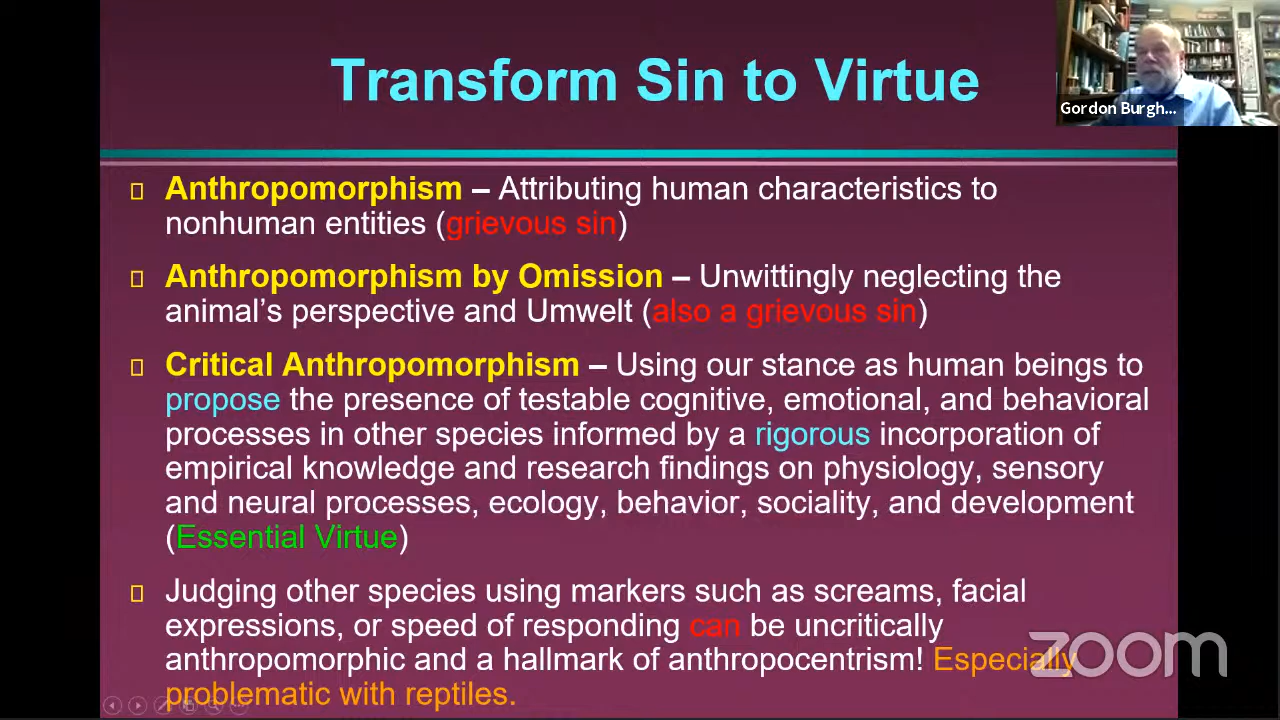 Transform Sin to Virtue
Gordon Burgh...
Anthropomorphism – Attributing human characteristics to
nonhuman entities (grievous sin)
Anthropomorphism by Omission – Unwittingly neglecting the
animal's perspective and Umwelt (also a grievous sin)
Critical Anthropomorphism – Using our stance as human beings to
propose the presence of testable cognitive, emotional, and behavioral
processes in other species informed by a rigorous incorporation of
empirical knowledge and research findings on physiology, sensory
and neural processes, ecology, behavior, sociality, and development
(Essential Virtue)
Judging other species using markers such as screams, facial
expressions, or speed of responding can be uncritically
anthropomorphic and a hallmark of anthropocentrism! Especially
problematic with reptiles.
zoom